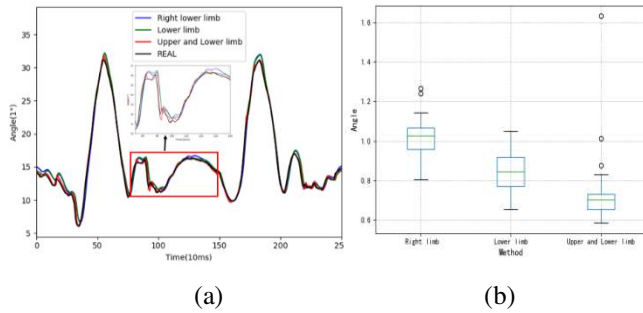 Right lower limb
Lower limb
Upper and Lower limb
REAL
Angle(1°)
35
30
25
20
15
10
5
0
50
100
150
200
250
Time(10ms)
(a)
Angle
1.6
1.4
1.2
1.0
0.8
0.6
Right limb
Lower limb
Upper and Lower limb
Method
(b)